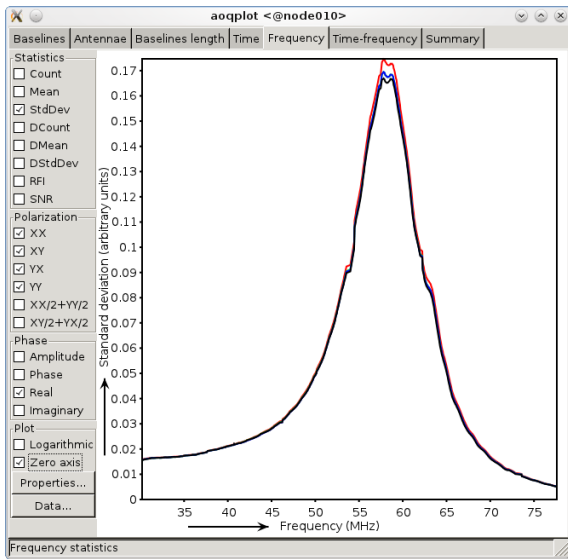 aoqplot <@node010>
Baselines Antennae Baselines length Time Frequency Time-frequency Summary
Statistics
Count
Mean
StdDev
DCount
DMean
DStdDev
RFI
SNR
Polarization
XX
XY
YX
YY
XX/2+YY/2
XY/2+YX/2
Phase
Amplitude
Phase
Real
Imaginary
Plot
Logarithmic
Zero axis
Properties...
Data...
Standard deviation (arbitrary units)
0.17
0.16
0.15
0.14
0.13
0.12
0.11
0.1
0.09
0.08
0.07
0.06
0.05
0.04
0.03
0.02
0.01
0
35 40 45 50 55 60 65 70 75
Frequency (MHz)
Frequency statistics